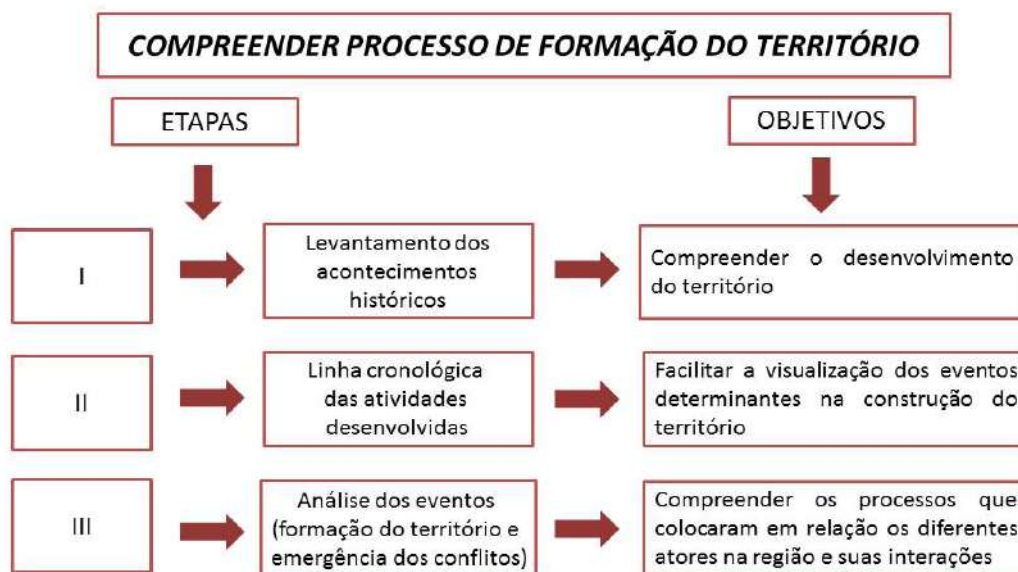 COMPREENDER PROCESSO DE FORMAÇÃO DO TERRITÓRIO
ETAPAS
OBJETIVOS
I
Levantamento dos
acontecimentos
históricos
Compreender o desenvolvimento
do território
II
Linha cronológica
das atividades
desenvolvidas
Facilitar a visualização dos eventos
determinantes na construção do
território
III
Análise dos eventos
(formação do território e
emergência dos conflitos)
Compreender os processos que
colocaram em relação os diferentes
atores na região e suas interações